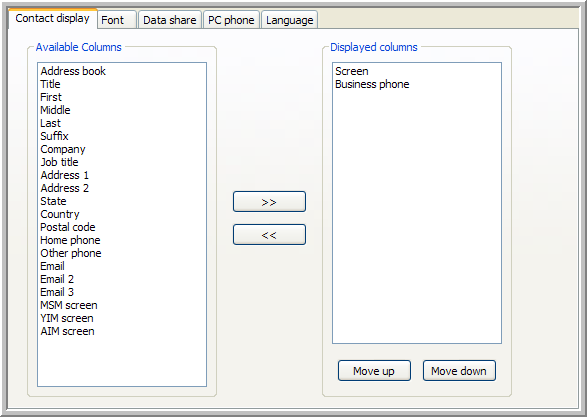 Contact display Font Data share PC phone Language
Available Columns
Address book
Title
First
Middle
Last
Suffix
Company
Job title
Address 1
Address 2
State
Country
Postal code
Home phone
Other phone
Email
Email 2
Email 3
MSM screen
YIM screen
AIM screen
>>
<<
Displayed columns
Screen
Business phone
Move up Move down